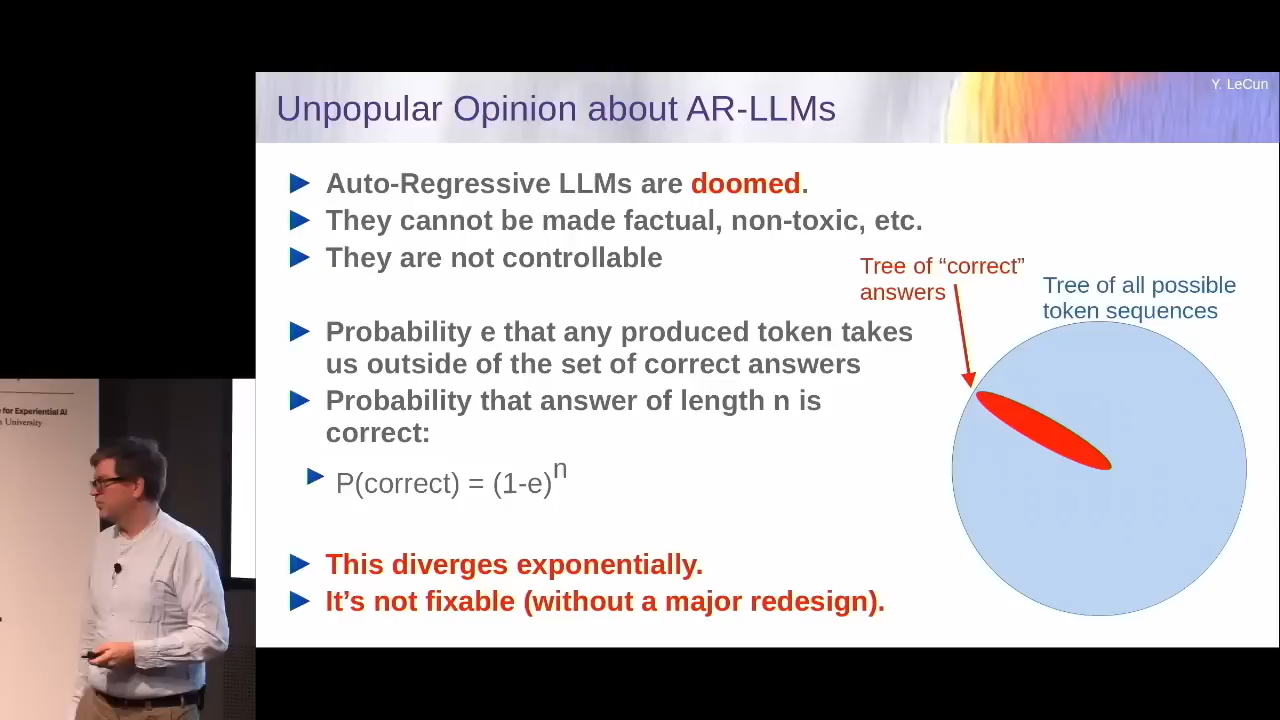 Y. LeCun
Unpopular Opinion about AR-LLMs
Auto-Regressive LLMs are doomed.
They cannot be made factual, non-toxic, etc.
They are not controllable
Tree of “correct”
answers
Tree of all possible
token sequences
Probability e that any produced token takes
us outside of the set of correct answers
Probability that answer of length n is
correct:
P(correct) = (1-e)n
This diverges exponentially.
It’s not fixable (without a major redesign).
for Experiential AI
University